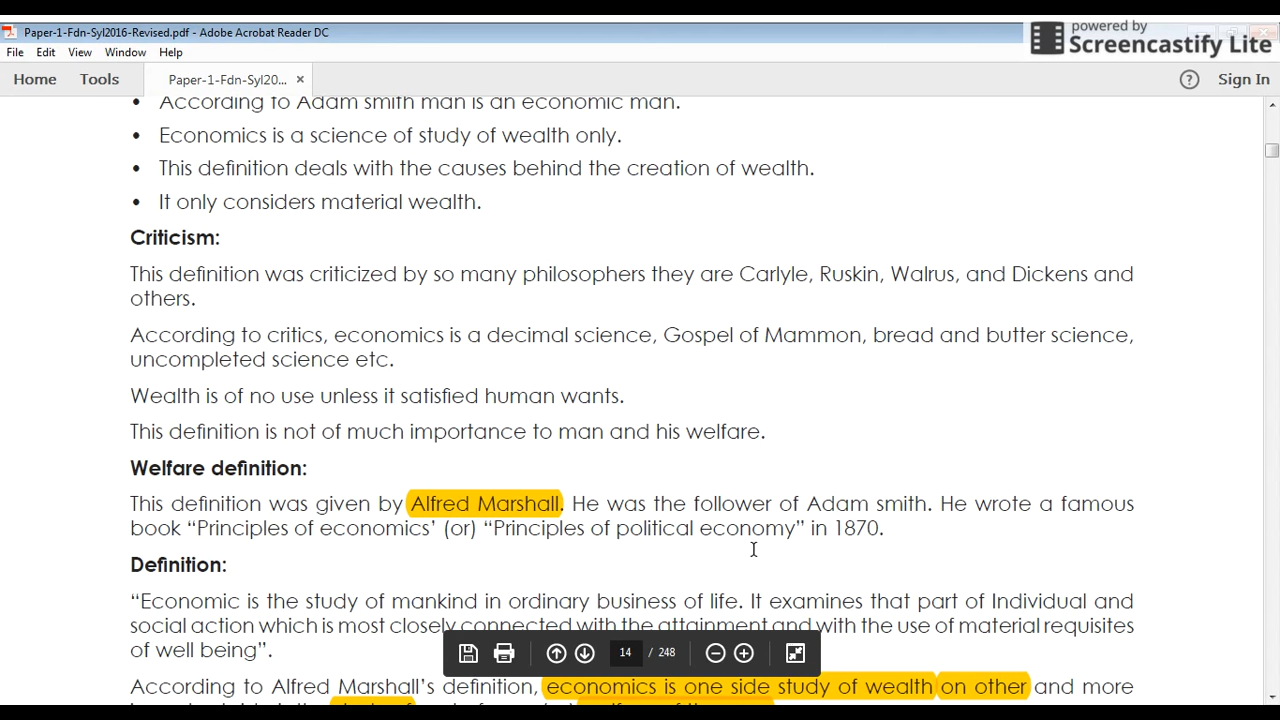 powered by
Screencastify Lite
Paper-1-Fdn-Syl2016-Revised.pdf - Adobe Acrobat Reader DC
File Edit View Window Help
Home Tools Paper-1-Fdn-Syl20... × ? Sign In
• According to Adam smith man is an economic man.
• Economics is a science of study of wealth only.
• This definition deals with the causes behind the creation of wealth.
• It only considers material wealth.
Criticism:
This definition was criticized by so many philosophers they are Carlyle, Ruskin, Walrus, and Dickens and
others.
According to critics, economics is a decimal science, Gospel of Mammon, bread and butter science,
uncompleted science etc.
Wealth is of no use unless it satisfied human wants.
This definition is not of much importance to man and his welfare.
Welfare definition:
This definition was given by Alfred Marshall. He was the follower of Adam smith. He wrote a famous
book “Principles of economics’ (or) “Principles of political economy” in 1870.
Definition:
“Economic is the study of mankind in ordinary business of life. It examines that part of Individual and
social action which is most closely connected with the attainment and with the use of material requisites
of well being”.
14 / 248
According to Alfred Marshall’s definition, economics is one side study of wealth on other and more